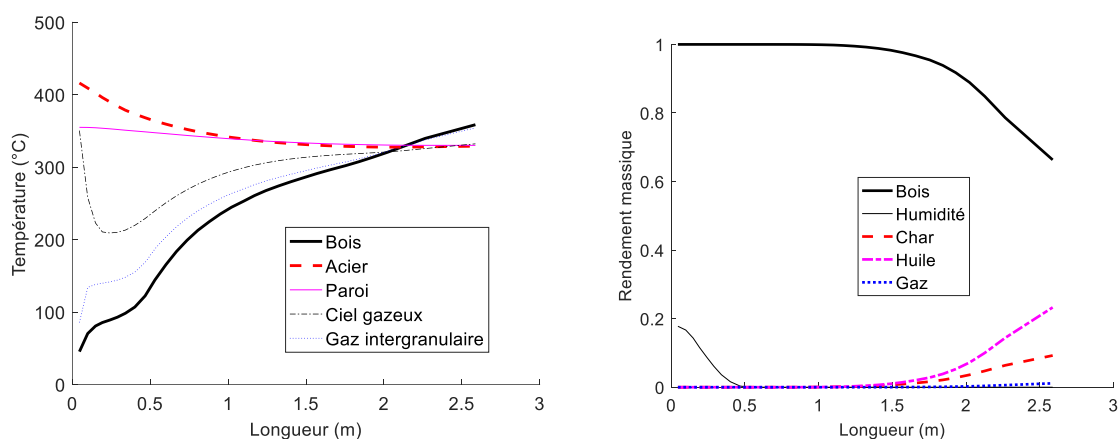 500
400
300
200
100
0
Température (°C)
0
0.5
1
1.5
2
2.5
3
Longueur (m)
Bois
Acier
Paroi
Ciel gazeux
Gaz intergranulaire
1
0.8
0.6
0.4
0.2
0
Rendement massique
0
0.5
1
1.5
2
2.5
3
Longueur (m)
Bois
Humidité
Char
Huile
Gaz